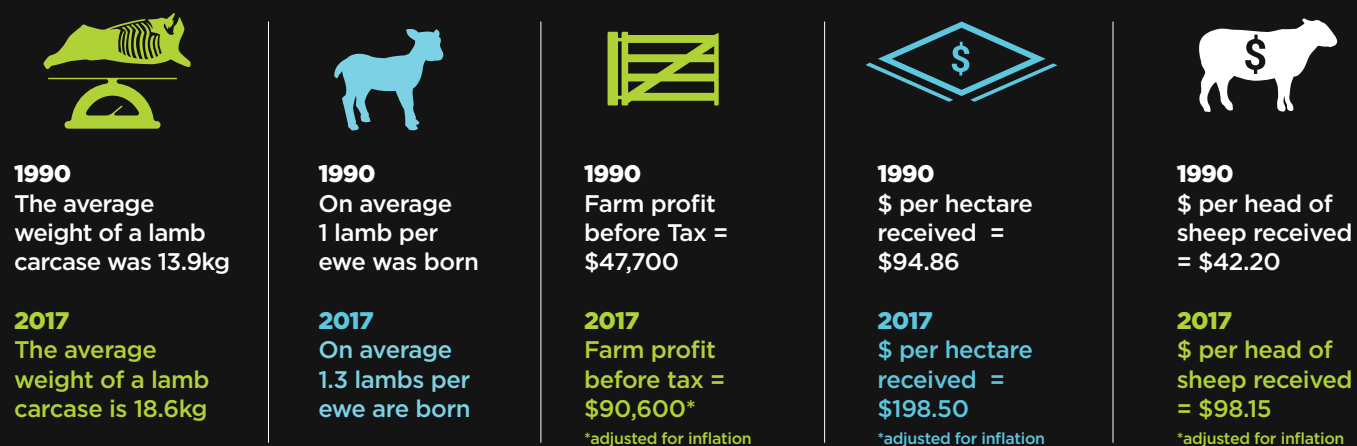 $
$
1990
The average
weight of a lamb
carcase was 13.9kg
2017
The average
weight of a lamb
carcase is 18.6kg
1990
On average
1 lamb per
ewe was born
2017
On average
1.3 lambs per
ewe are born
1990
Farm profit
before Tax =
$47,700
2017
Farm profit
before tax =
$90,600*
*adjusted for inflation
1990
$ per hectare
received =
$94.86
2017
$ per hectare
received =
$198.50
*adjusted for inflation
1990
$ per head of
sheep received
= $42.20
2017
$ per head of
sheep received
= $98.15
*adjusted for inflation